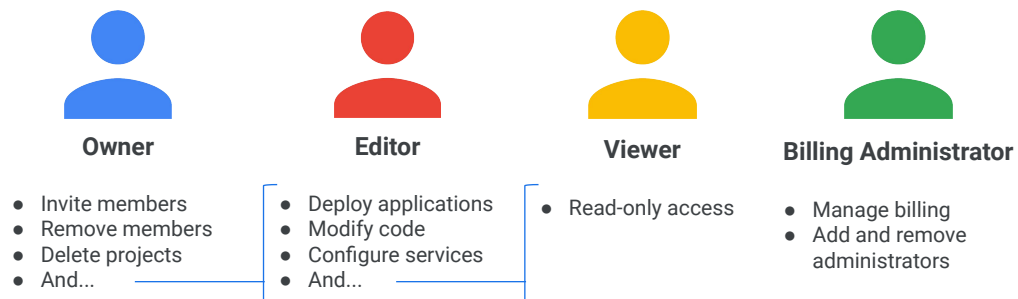 Owner
Invite members
Remove members
Delete projects
And...
Editor
Deploy applications
Modify code
Configure services
And...
Viewer
Read-only access
Billing Administrator
Manage billing
Add and remove
administrators